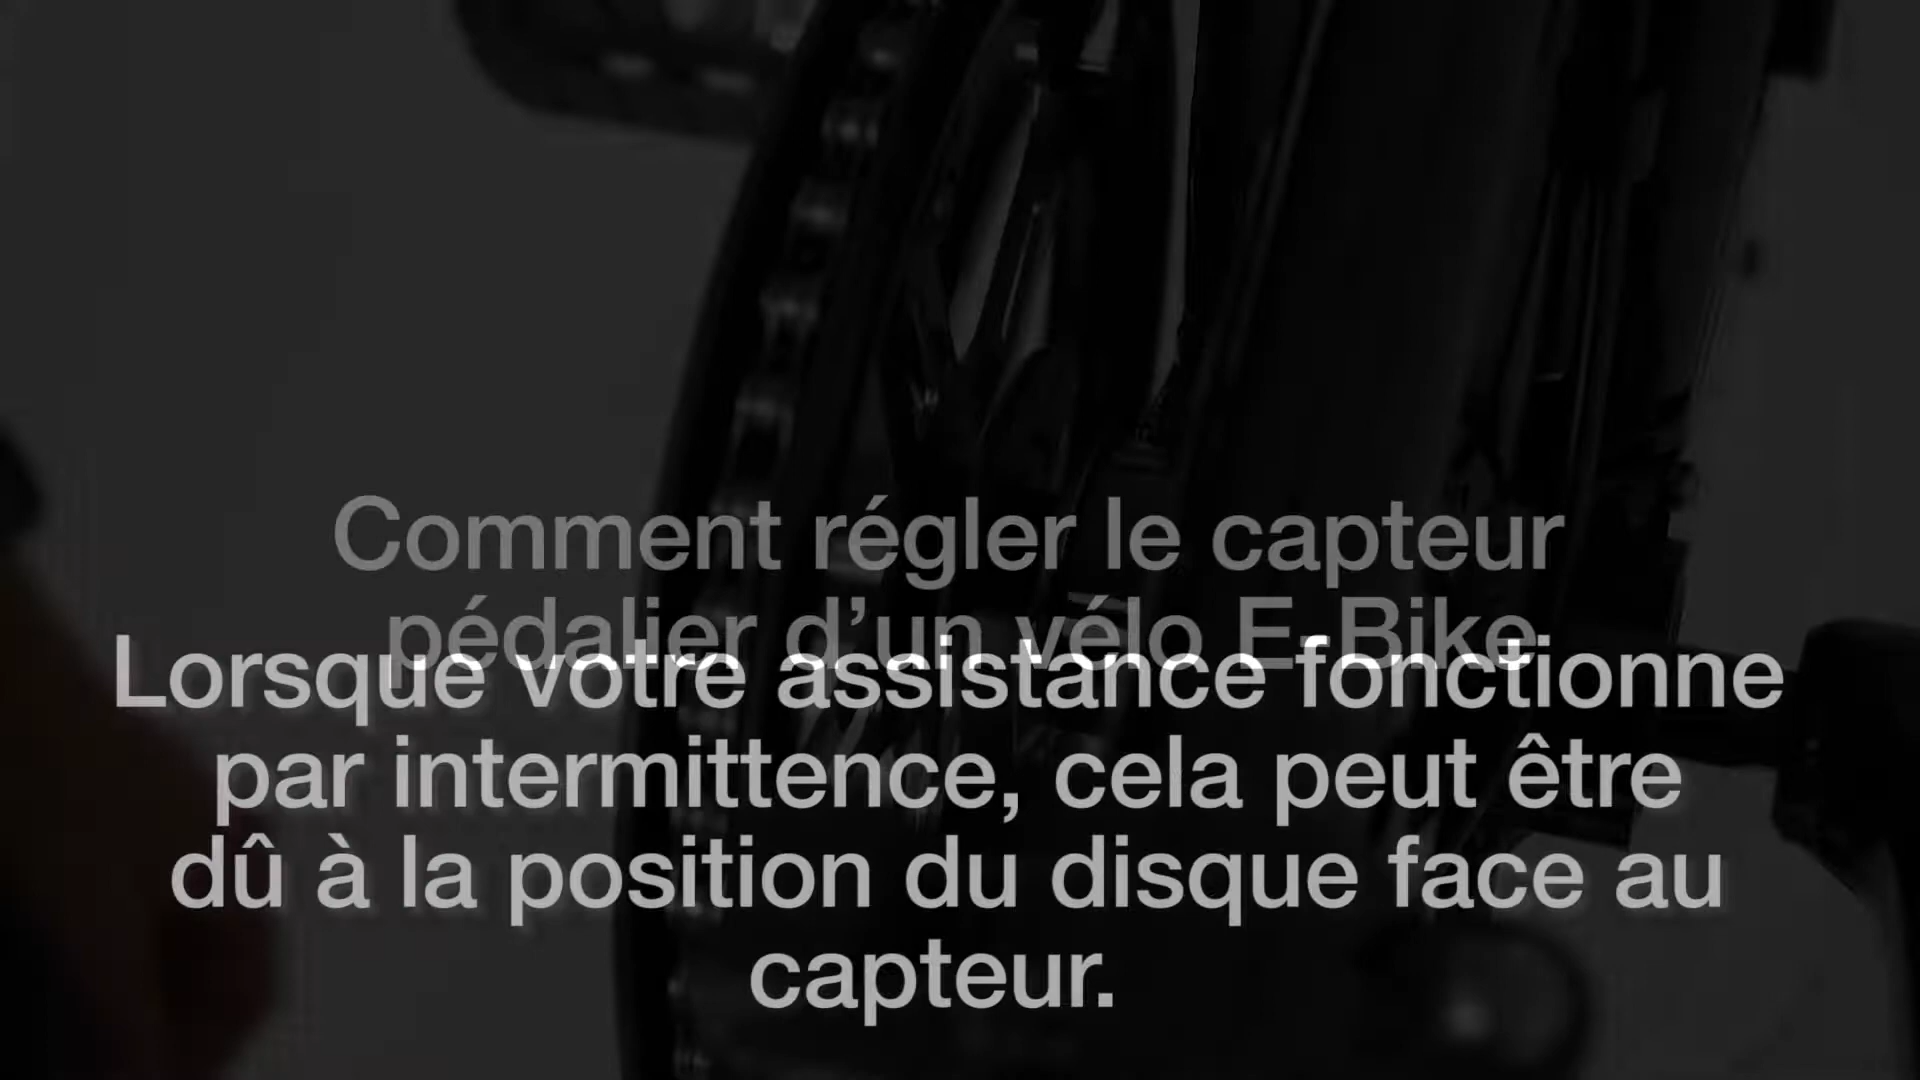 Comment régler le capteur
pédalier d’un vélo E-Bike
Lorsque votre assistance fonctionne
par intermittence, cela peut être
dû à la position du disque face au
capteur.